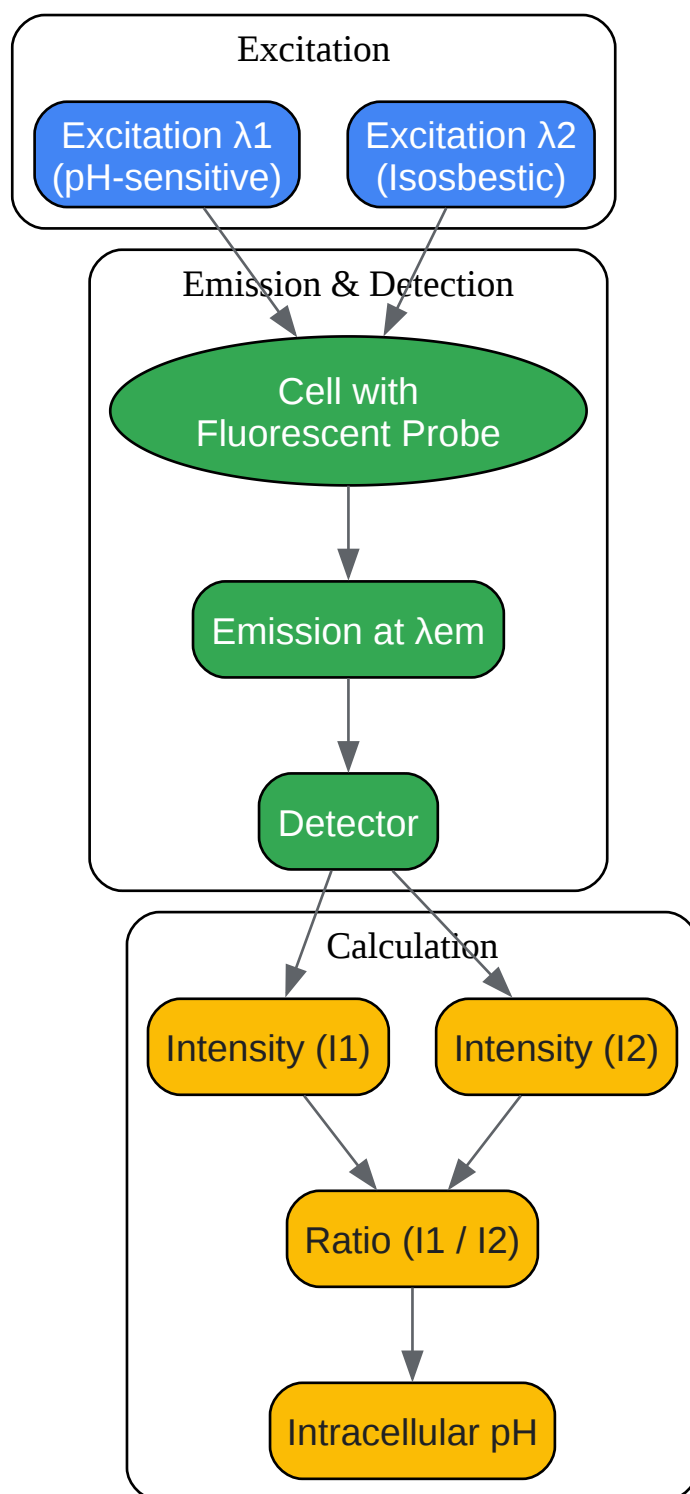 Excitation
Excitation λ1
(pH-sensitive)
Excitation λ2
(Isosbestic)
Emission & Detection
Cell with
Fluorescent Probe
Emission at λem
Detector
Calculation
Intensity (I1)
Intensity (I2)
Ratio (I1 / I2)
Intracellular pH